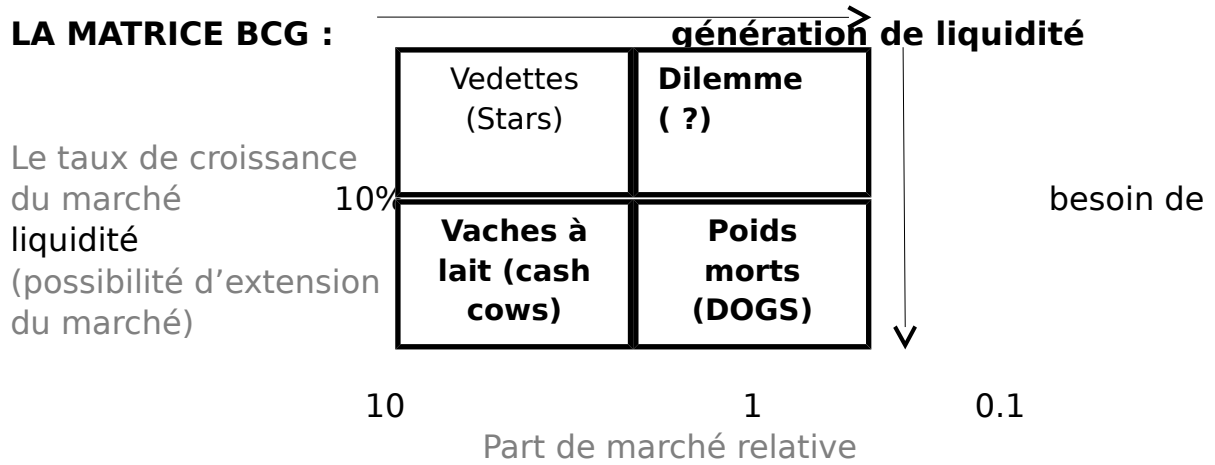 LA MATRICE BCG : génération de liquidité
Vedettes
(Stars)
Dilemme
( ?)
Le taux de croissance
du marché 10% besoin de
liquidité
(possibilité d’extension
du marché)
Vaches à
lait (cash
cows)
Poids
morts
(DOGS)
10 1 0.1
Part de marché relative